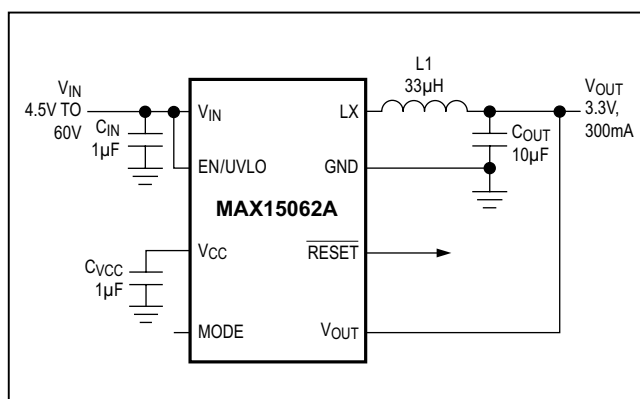 VIN
4.5V TO
60V
CIN
1µF
VIN
EN/UVLO
MAX15062A
CVCC
1µF
VCC
MODE
LX
GND
RESET
VOUT
L1
33µH
COUT
10µF
VOUT
3.3V,
300mA